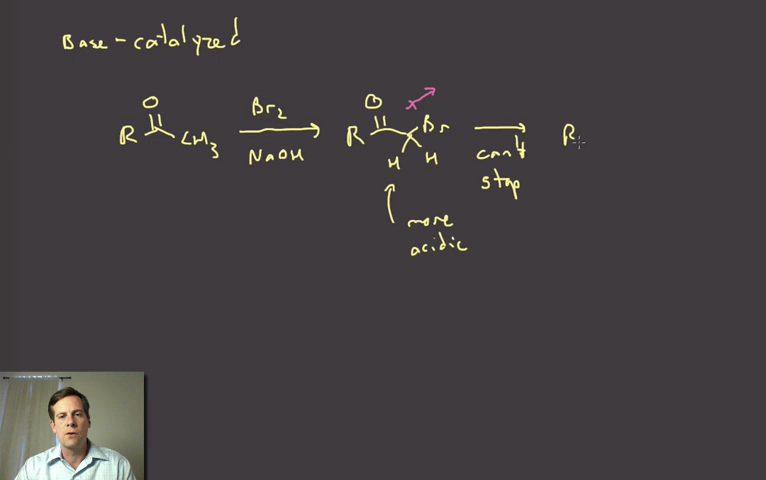 Base-catalyzed
O Br2 O Br
R CH3 NaOH R H H can't stop R
more
acidic